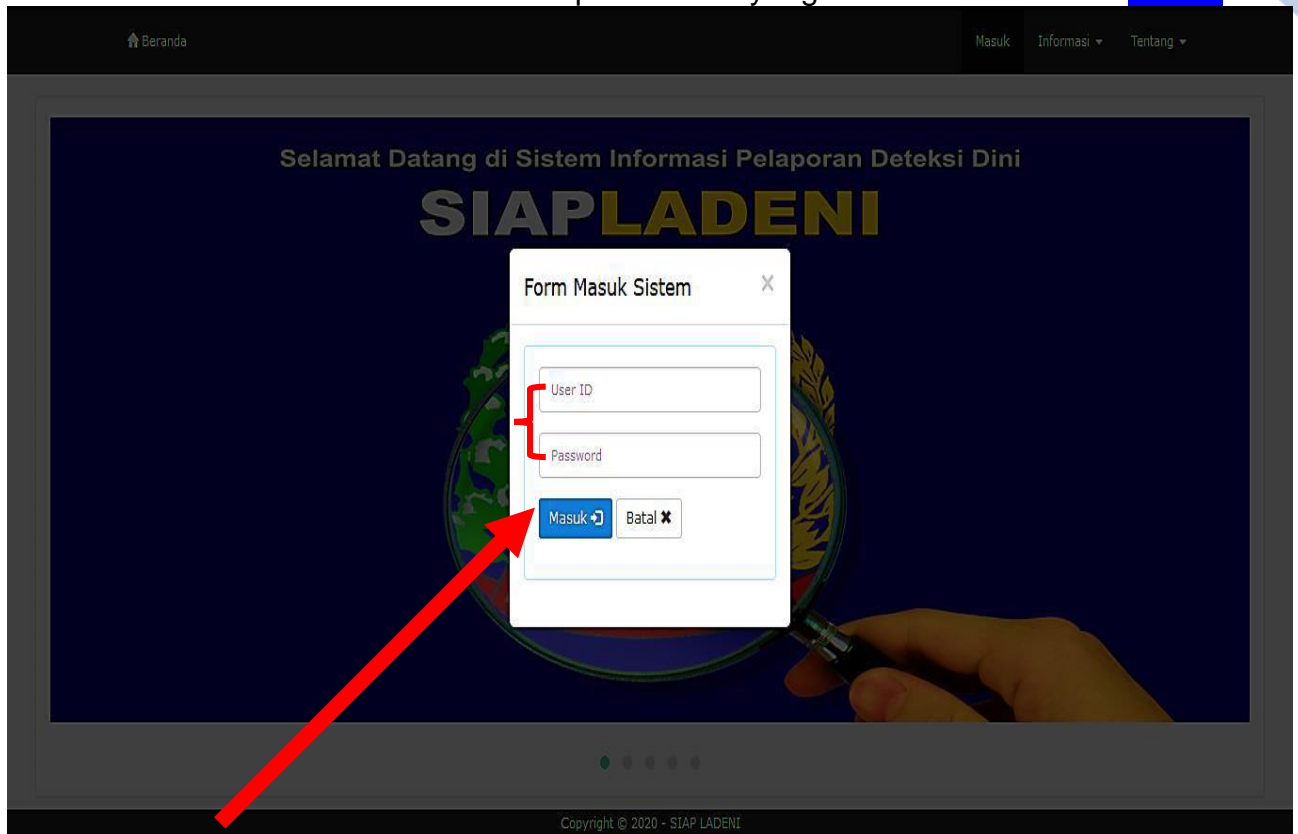 Beranda
Masuk
Informasi
Tentang
Selamat Datang di Sistem Informasi Pelaporan Deteksi Dini
SIAPLADENI
Form Masuk Sistem
User ID
Password
Masuk
Batal
Copyright © 2020 - SIAP LADENI